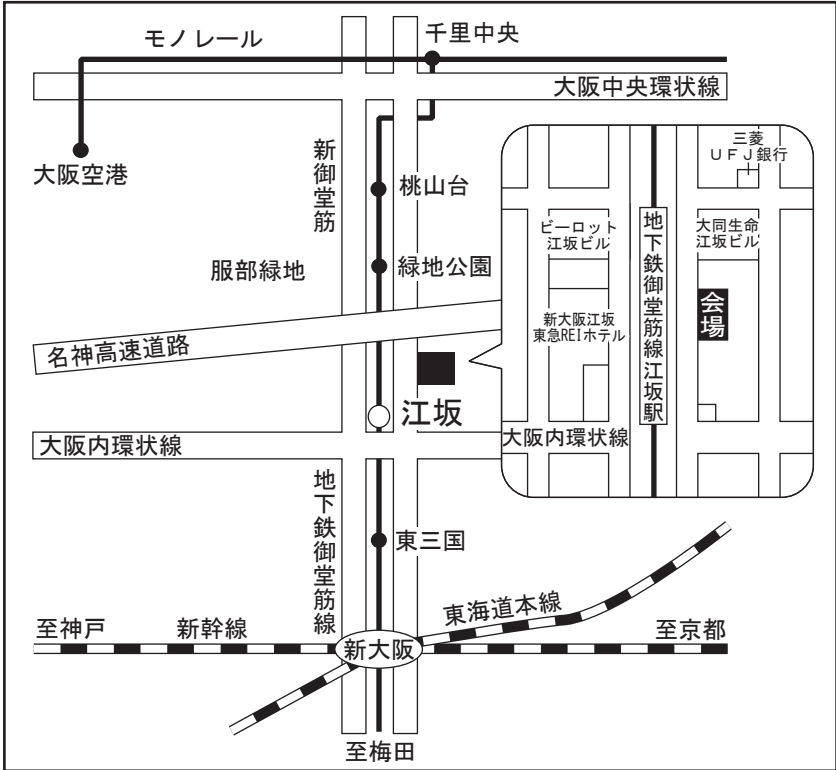 モノレール
千里中央
大阪中央環状線
大阪空港
新御堂筋
桃山台
服部緑地
緑地公園
名神高速道路
江坂
大阪内環状線
地下鉄御堂筋線
東三国
東海道本線
至神戸
新幹線
新大阪
至京都
至梅田
三菱
ＵＦＪ銀行
ビーロット
江坂ビル
地下鉄御堂筋線江坂駅
大同生命
江坂ビル
新大阪江坂
東急REIホテル
会場
大阪内環状線